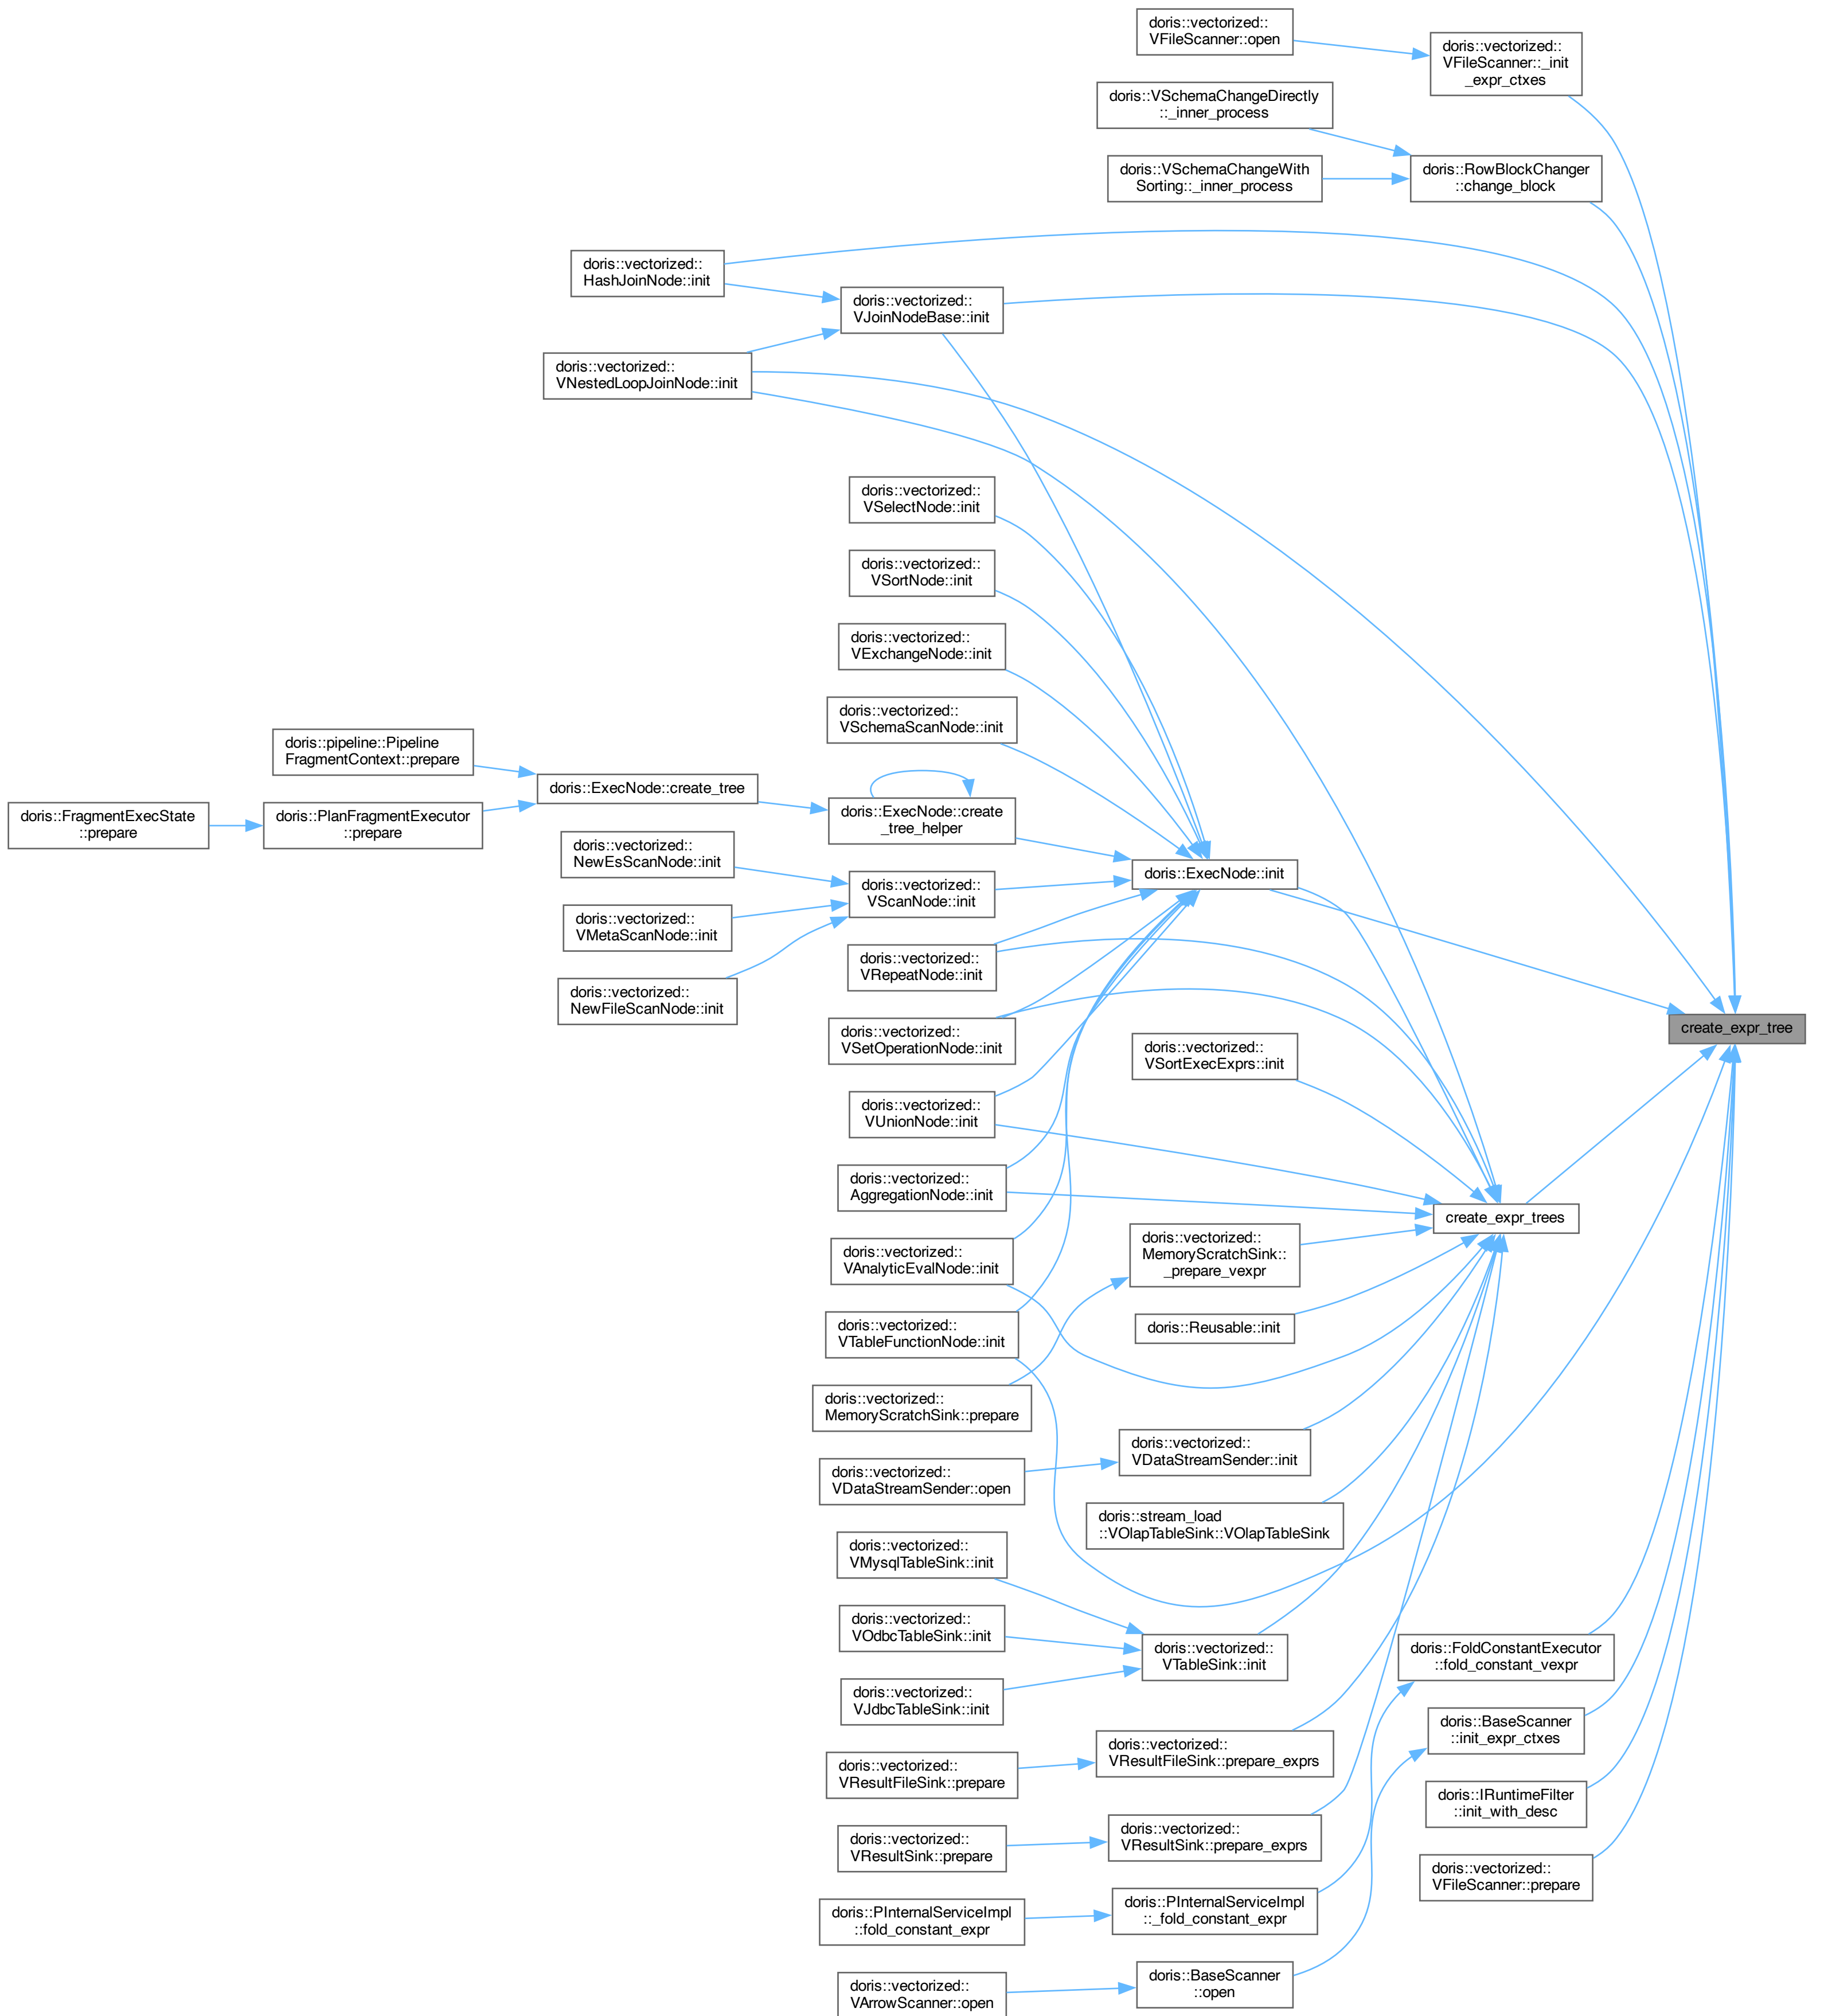 doris::vectorized::
VFileScanner::open
doris::vectorized::
VFileScanner::_init
_expr_ctxes
doris::VSchemaChangeDirectly
::_inner_process
doris::VSchemaChangeWith
Sorting::_inner_process
doris::RowBlockChanger
::change_block
doris::vectorized::
HashJoinNode::init
doris::vectorized::
VJoinNodeBase::init
doris::vectorized::
VNestedLoopJoinNode::init
doris::vectorized::
VSelectNode::init
doris::vectorized::
VSortNode::init
doris::vectorized::
VExchangeNode::init
doris::vectorized::
VSchemaScanNode::init
doris::pipeline::Pipeline
FragmentContext::prepare
doris::ExecNode::create_tree
doris::FragmentExecState
::prepare
doris::PlanFragmentExecutor
::prepare
doris::ExecNode::create
_tree_helper
doris::vectorized::
NewEsScanNode::init
doris::ExecNode::init
doris::vectorized::
VScanNode::init
doris::vectorized::
VMetaScanNode::init
doris::vectorized::
VRepeatNode::init
doris::vectorized::
NewFileScanNode::init
create_expr_tree
doris::vectorized::
VSetOperationNode::init
doris::vectorized::
VSortExecExprs::init
doris::vectorized::
VUnionNode::init
doris::vectorized::
AggregationNode::init
create_expr_trees
doris::vectorized::
MemoryScratchSink::
_prepare_vexpr
doris::vectorized::
VAnalyticEvalNode::init
doris::Reusable::init
doris::vectorized::
VTableFunctionNode::init
doris::vectorized::
MemoryScratchSink::prepare
doris::vectorized::
VDataStreamSender::init
doris::vectorized::
VDataStreamSender::open
doris::stream_load
::VOlapTableSink::VOlapTableSink
doris::vectorized::
VMysqlTableSink::init
doris::vectorized::
VOdbcTableSink::init
doris::vectorized::
VTableSink::init
doris::FoldConstantExecutor
::fold_constant_vexpr
doris::vectorized::
VJdbcTableSink::init
doris::BaseScanner
::init_expr_ctxes
doris::vectorized::
VResultFileSink::prepare_exprs
doris::vectorized::
VResultFileSink::prepare
doris::IRuntimeFilter
::init_with_desc
doris::vectorized::
VResultSink::prepare_exprs
doris::vectorized::
VResultSink::prepare
doris::vectorized::
VFileScanner::prepare
doris::PInternalServiceImpl
::_fold_constant_expr
doris::PInternalServiceImpl
::fold_constant_expr
doris::BaseScanner
::open
doris::vectorized::
VArrowScanner::open